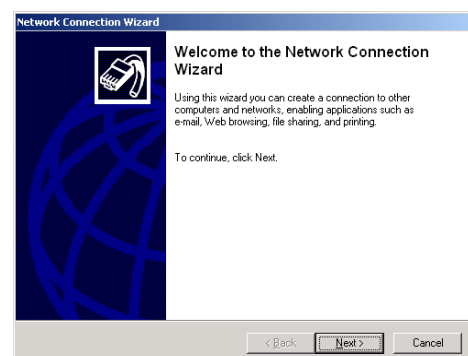 Network Connection Wizard
Welcome to the Network Connection
Wizard
Using this wizard you can create a connection to other
computers and networks, enabling applications such as
e-mail, Web browsing, file sharing, and printing.
To continue, click Next.
< Back
Next >
Cancel